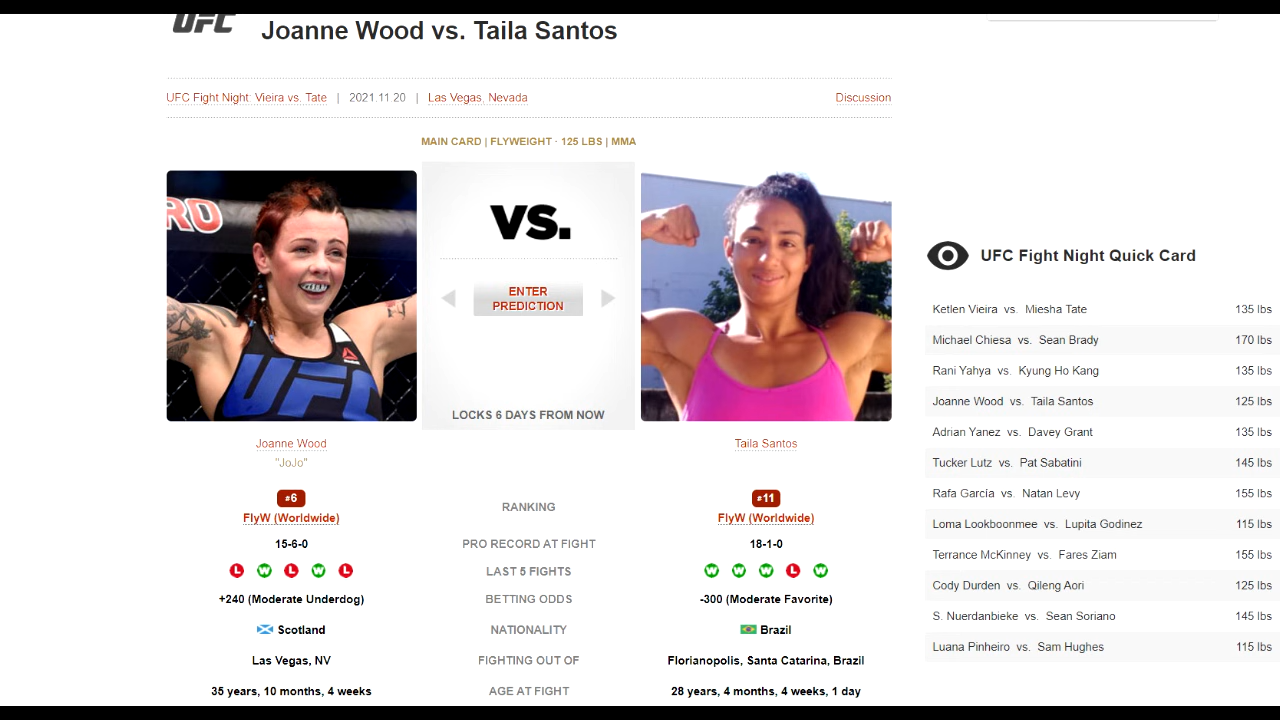 UFC
Joanne Wood vs. Taila Santos
UFC Fight Night: Vieira vs. Tate | 2021.11.20 | Las Vegas, Nevada
Discussion
MAIN CARD | FLYWEIGHT · 125 LBS | MMA
RD
UFC
VS.
ENTER
PREDICTION
LOCKS 6 DAYS FROM NOW
Joanne Wood
Taila Santos
"JoJo"
#6 RANKING #11
FlyW (Worldwide) FlyW (Worldwide)
15-6-0 PRO RECORD AT FIGHT 18-1-0
L W L W L LAST 5 FIGHTS W W W L W
+240 (Moderate Underdog) BETTING ODDS -300 (Moderate Favorite)
Scotland NATIONALITY Brazil
Las Vegas, NV FIGHTING OUT OF Florianopolis, Santa Catarina, Brazil
35 years, 10 months, 4 weeks AGE AT FIGHT 28 years, 4 months, 4 weeks, 1 day
UFC Fight Night Quick Card
Ketlen Vieira vs. Miesha Tate 135 lbs
Michael Chiesa vs. Sean Brady 170 lbs
Rani Yahya vs. Kyung Ho Kang 135 lbs
Joanne Wood vs. Taila Santos 125 lbs
Adrian Yanez vs. Davey Grant 135 lbs
Tucker Lutz vs. Pat Sabatini 145 lbs
Rafa Garcia vs. Natan Levy 155 lbs
Loma Lookboonmee vs. Lupita Godinez 115 lbs
Terrance McKinney vs. Fares Ziam 155 lbs
Cody Durden vs. Qileng Aori 125 lbs
S. Nuerdanbieke vs. Sean Soriano 145 lbs
Luana Pinheiro vs. Sam Hughes 115 lbs